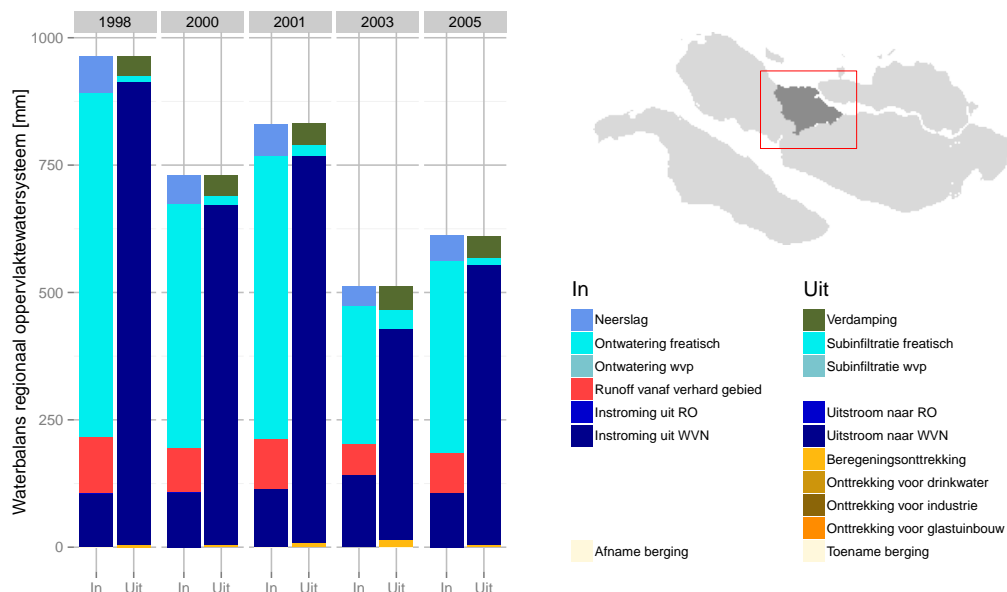 1998 2000 2001 2003 2005
Waterbalans regionaal oppervlaktewatersysteem [mm]
1000
750
500
250
0
In Uit In Uit In Uit In Uit In Uit
In
Neerslag
Ontwatering freatisch
Ontwatering wvp
Runoff vanaf verhard gebied
Instroming uit RO
Instroming uit WVN
Afname berging
Uit
Verdamping
Subinfiltratie freatisch
Subinfiltratie wvp
Uitstroom naar RO
Uitstroom naar WVN
Beregeningsonttrekking
Onttrekking voor drinkwater
Onttrekking voor industrie
Onttrekking voor glastuinbouw
Toename berging